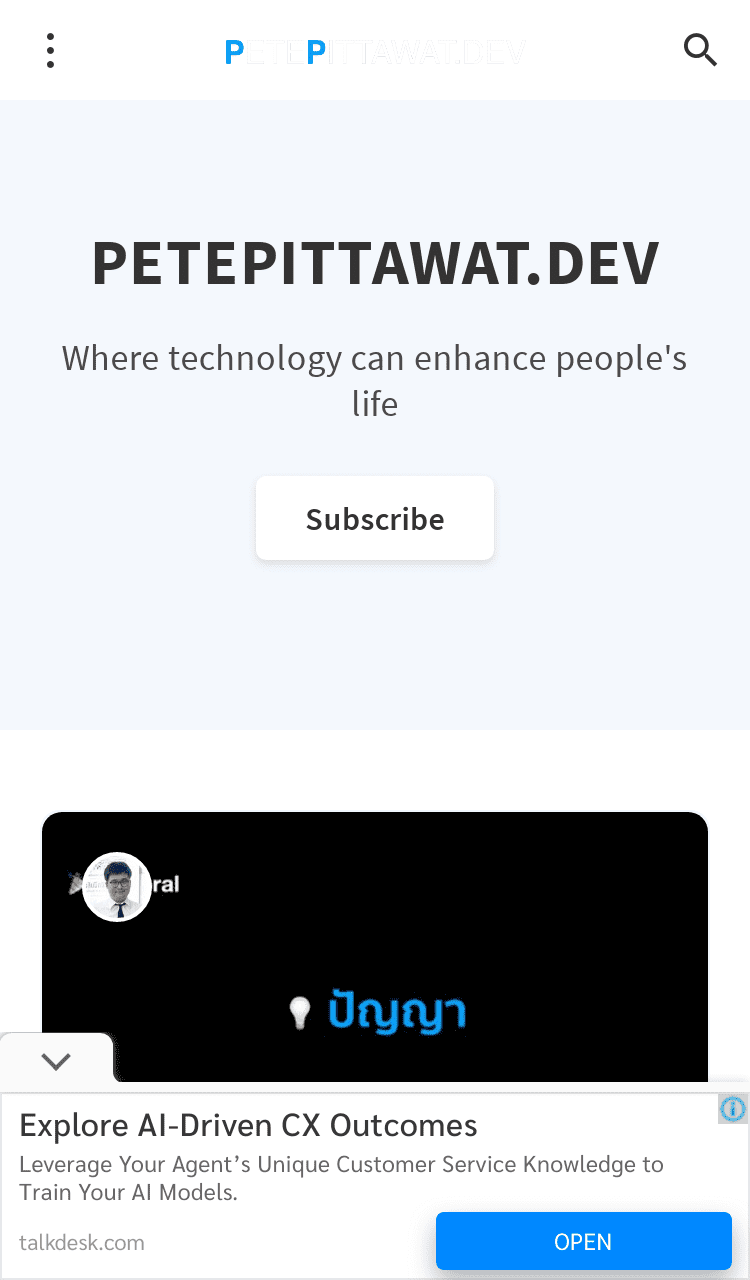 PETEPITTAWAT.DEV
PETEPITTAWAT.DEV
Where technology can enhance people's
life
Subscribe
ral
ปัญญา
Explore AI-Driven CX Outcomes
Leverage Your Agent’s Unique Customer Service Knowledge to
Train Your AI Models.
talkdesk.com
OPEN